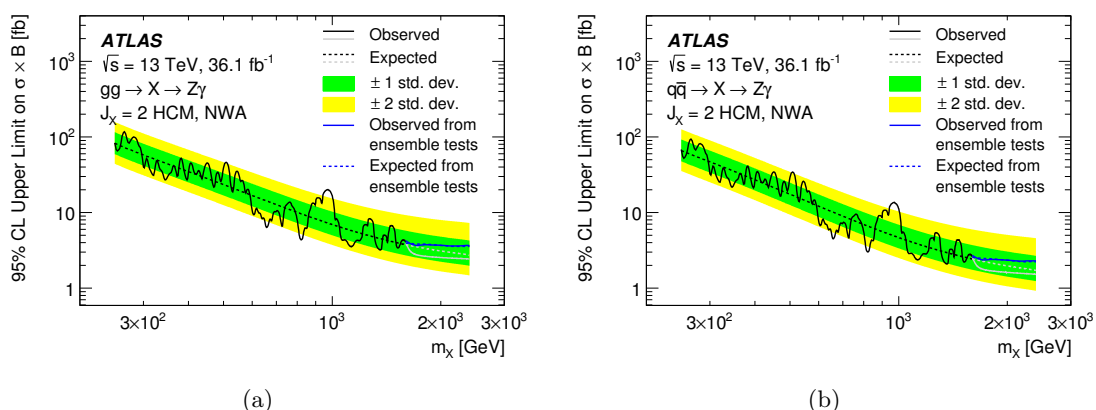 95% CL Upper Limit on σ × B [fb]
10³
10²
10
1
ATLAS
√s = 13 TeV, 36.1 fb⁻¹
gg → X → Zγ
J_X = 2 HCM, NWA
Observed
Expected
± 1 std. dev.
± 2 std. dev.
Observed from
ensemble tests
Expected from
ensemble tests
3×10² 10³ 2×10³ 3×10³
m_X [GeV]
(a)
95% CL Upper Limit on σ × B [fb]
10³
10²
10
1
ATLAS
√s = 13 TeV, 36.1 fb⁻¹
qq̄ → X → Zγ
J_X = 2 HCM, NWA
Observed
Expected
± 1 std. dev.
± 2 std. dev.
Observed from
ensemble tests
Expected from
ensemble tests
3×10² 10³ 2×10³ 3×10³
m_X [GeV]
(b)